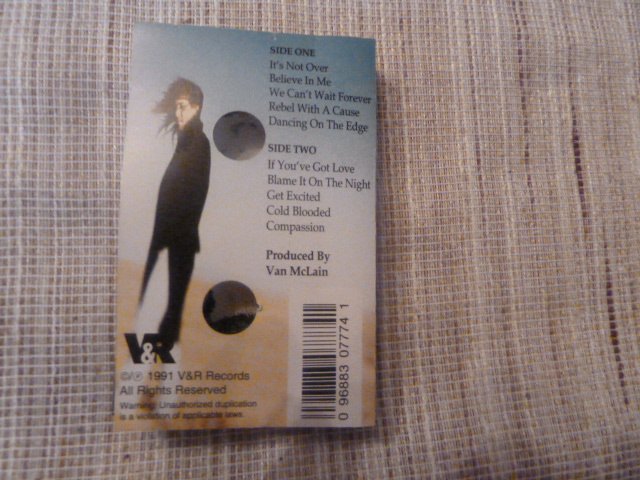 SIDE ONE
It's Not Over
Believe In Me
We Can't Wait Forever
Rebel With A Cause
Dancing On The Edge
SIDE TWO
If You've Got Love
Blame It On The Night
Get Excited
Cold Blooded
Compassion
Produced By
Van McLain
V&R
©/℗ 1991 V&R Records
All Rights Reserved
Warning: Unauthorized duplication
is a violation of applicable laws.
0 96883 07774 1